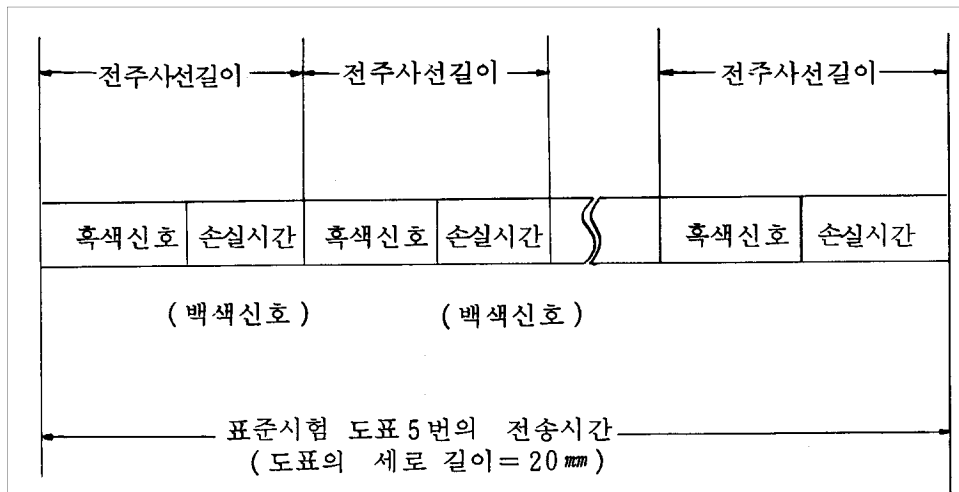 전주사선길이 전주사선길이 전주사선길이
흑색신호 손실시간 흑색신호 손실시간 흑색신호 손실시간
(백색신호) (백색신호)
표준시험 도표 5번의 전송시간
(도표의 세로 길이=20㎜)